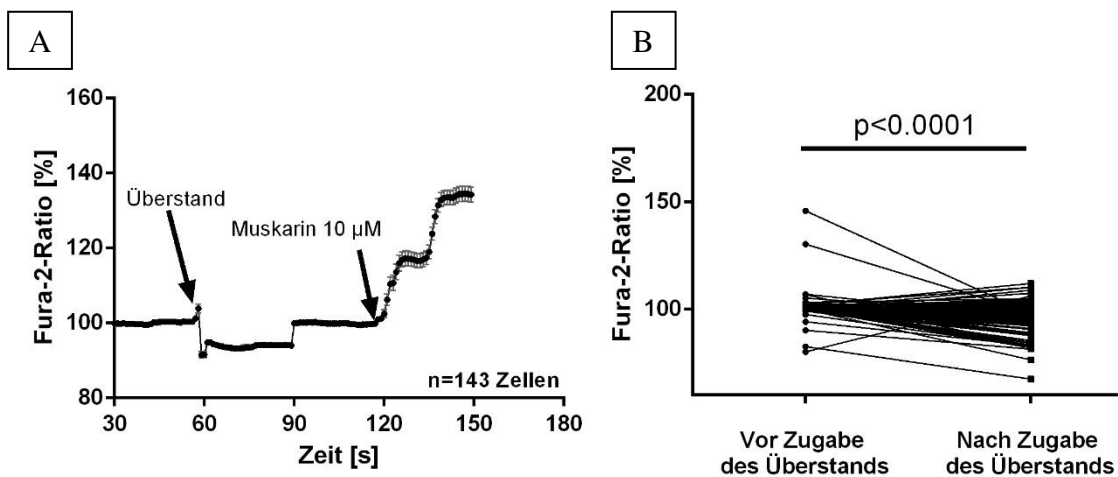 A
160
140
120
100
80
Fura-2-Ratio [%]
Überstand
Muskarin 10 µM
n=143 Zellen
30 60 90 120 150 180
Zeit [s]
B
200
150
100
Fura-2-Ratio [%]
p<0.0001
Vor Zugabe
des Überstands
Nach Zugabe
des Überstands